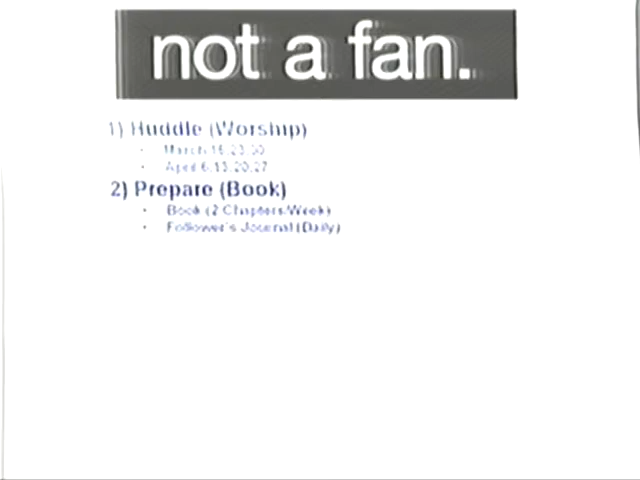 not a fan.
1) Huddle (Worship)
• March 16,23,30
• April 6,13,20,27
2) Prepare (Book)
• Book (2 Chapters/Week)
• Follower's Journal (Daily)